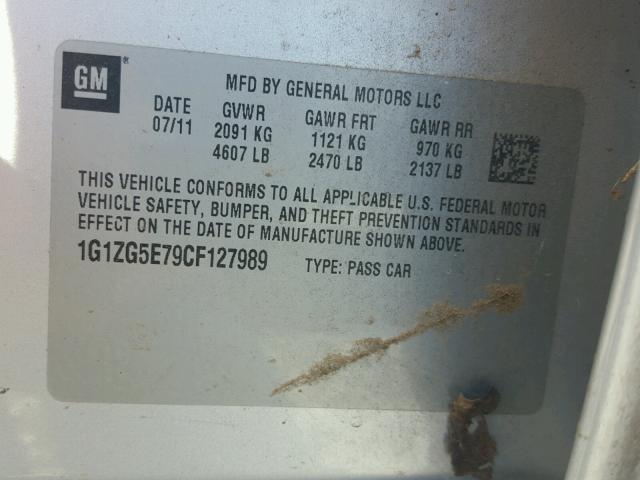 GM
®
MFD BY GENERAL MOTORS LLC
DATE GVWR GAWR FRT GAWR RR
07/11 2091 KG 1121 KG 970 KG
4607 LB 2470 LB 2137 LB
THIS VEHICLE CONFORMS TO ALL APPLICABLE U.S. FEDERAL MOTOR
VEHICLE SAFETY, BUMPER, AND THEFT PREVENTION STANDARDS IN
EFFECT ON THE DATE OF MANUFACTURE SHOWN ABOVE.
1G1ZG5E79CF127989 TYPE: PASS CAR